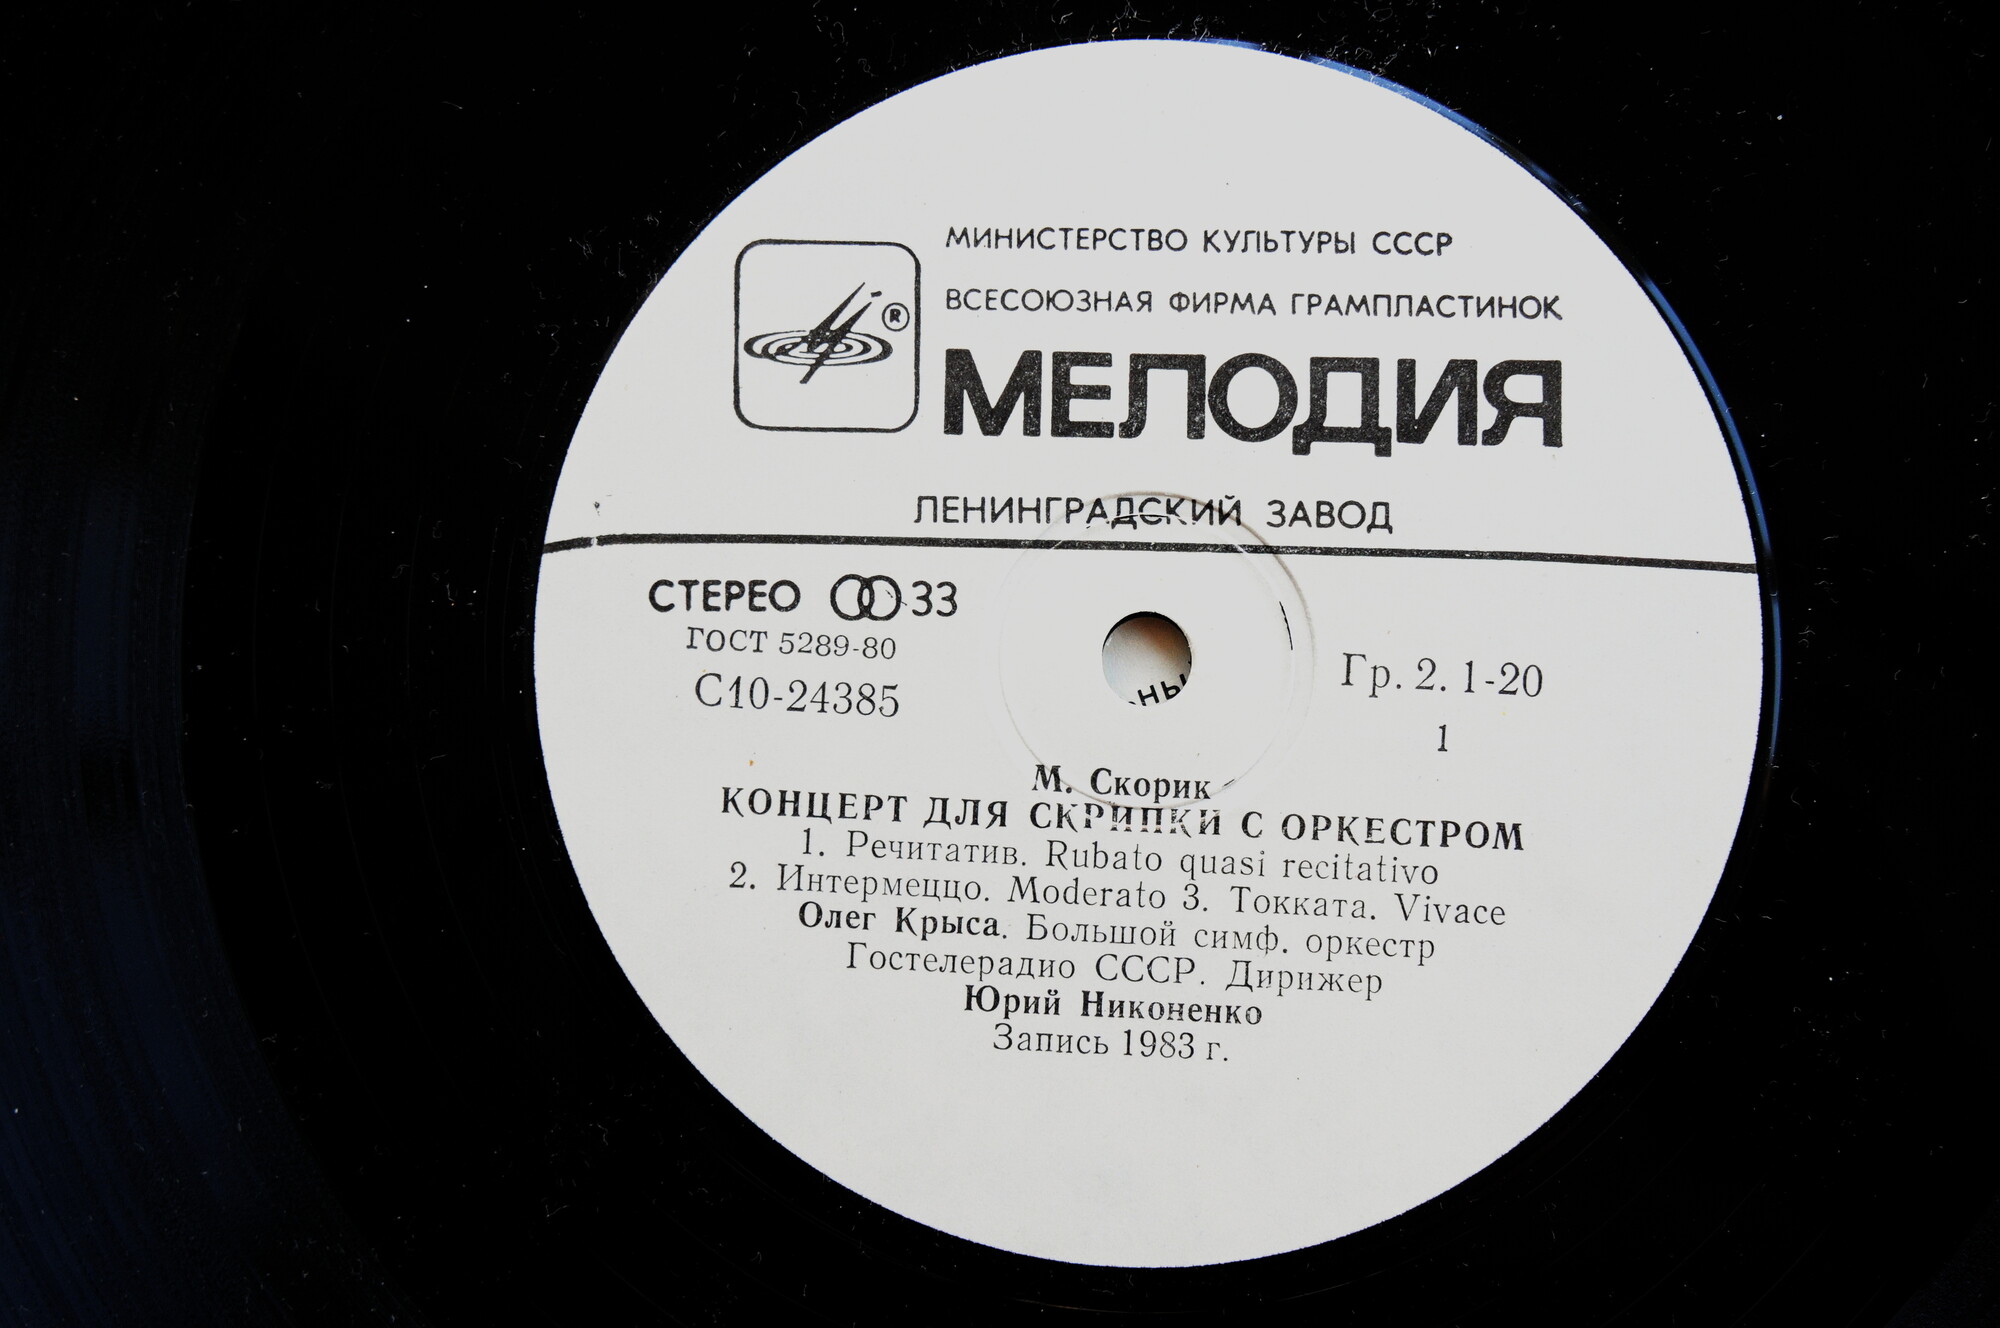 МИНИСТЕРСТВО КУЛЬТУРЫ СССР
ВСЕСОЮЗНАЯ ФИРМА ГРАМПЛАСТИНОК
®
МЕЛОДИЯ
ЛЕНИНГРАДСКИЙ ЗАВОД
СТЕРЕО 33
ГОСТ 5289-80
С10-24385
Гр. 2. 1-20
1
М. Скорик
КОНЦЕРТ ДЛЯ СКРИПКИ С ОРКЕСТРОМ
1. Речитатив. Rubato quasi recitativo
2. Интермеццо. Moderato 3. Токката. Vivace
Олег Крыса. Большой симф. оркестр
Гостелерадио СССР. Дирижер
Юрий Никоненко
Запись 1983 г.